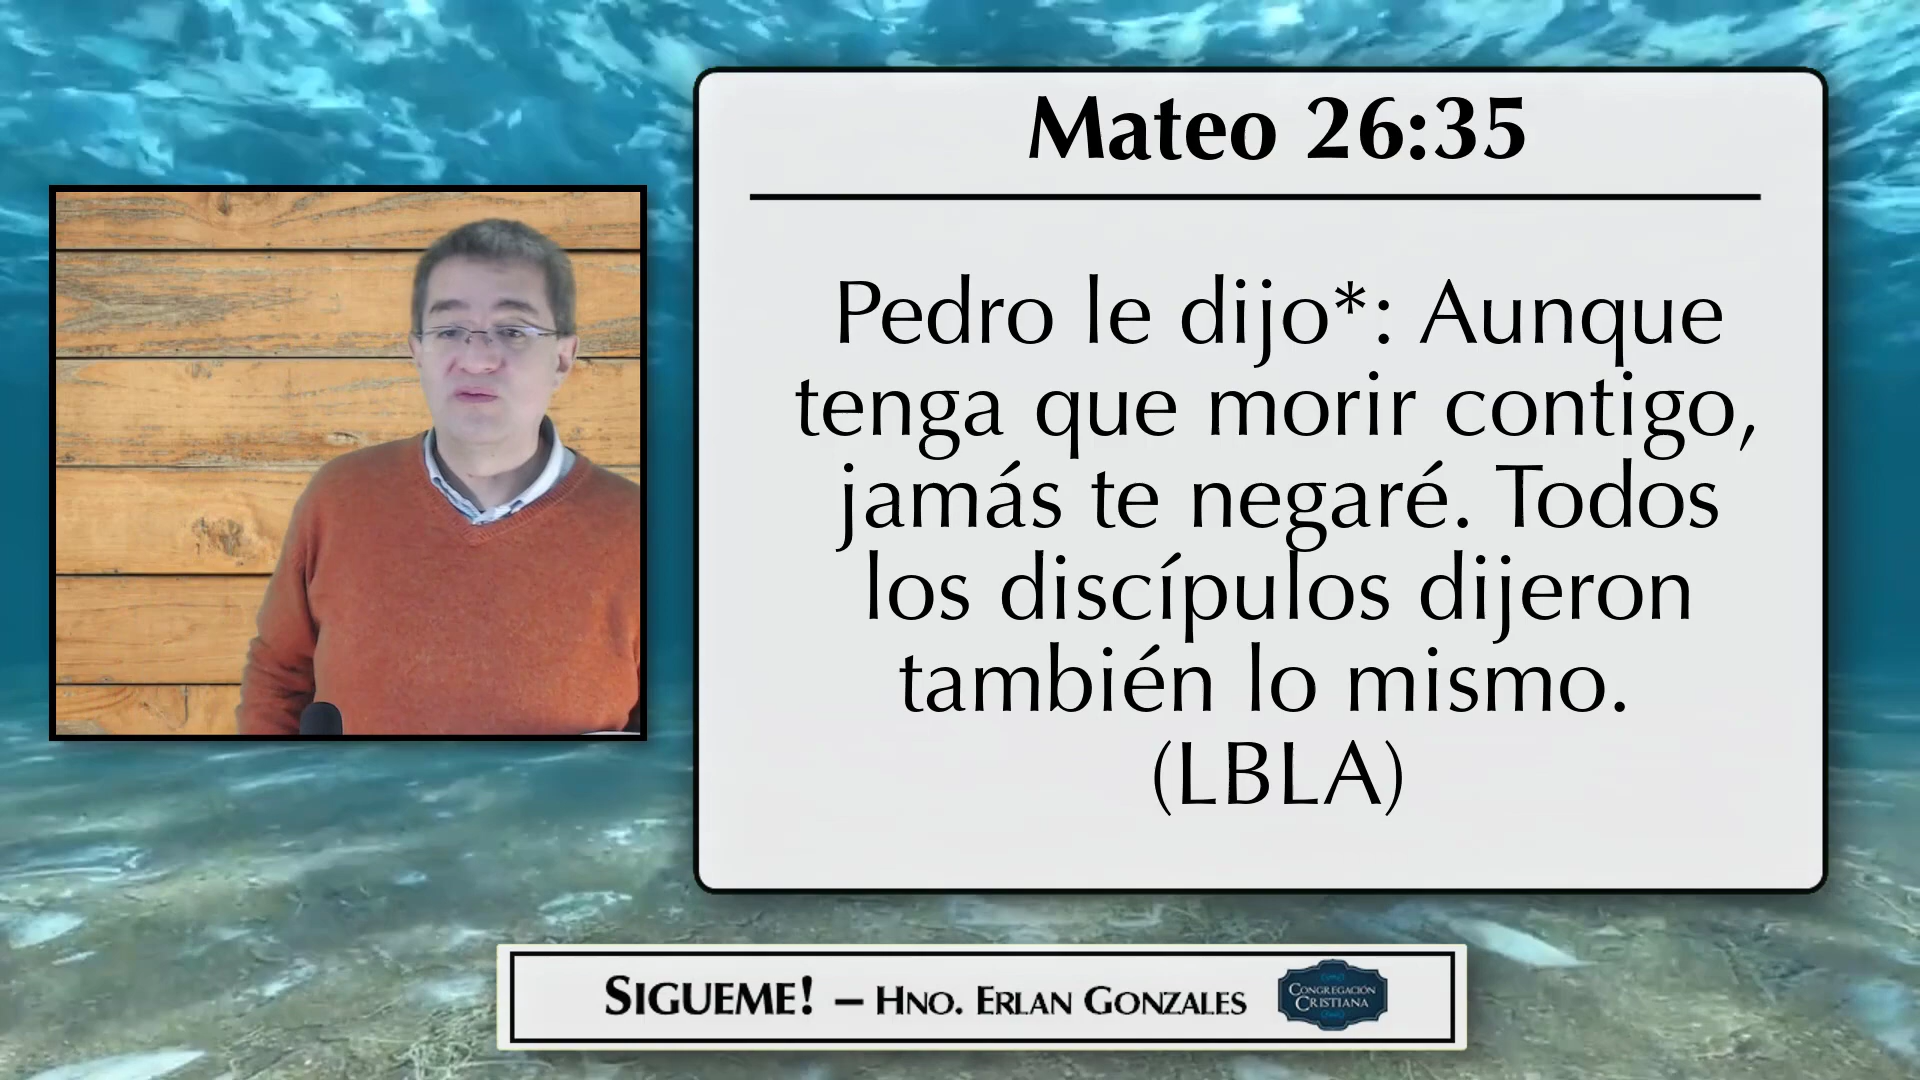 Mateo 26:35
Pedro le dijo*: Aunque
tenga que morir contigo,
jamás te negaré. Todos
los discípulos dijeron
también lo mismo.
(LBLA)
SIGUEME! – HNO. ERLAN GONZALES
CONGREGACIÓN
CRISTIANA